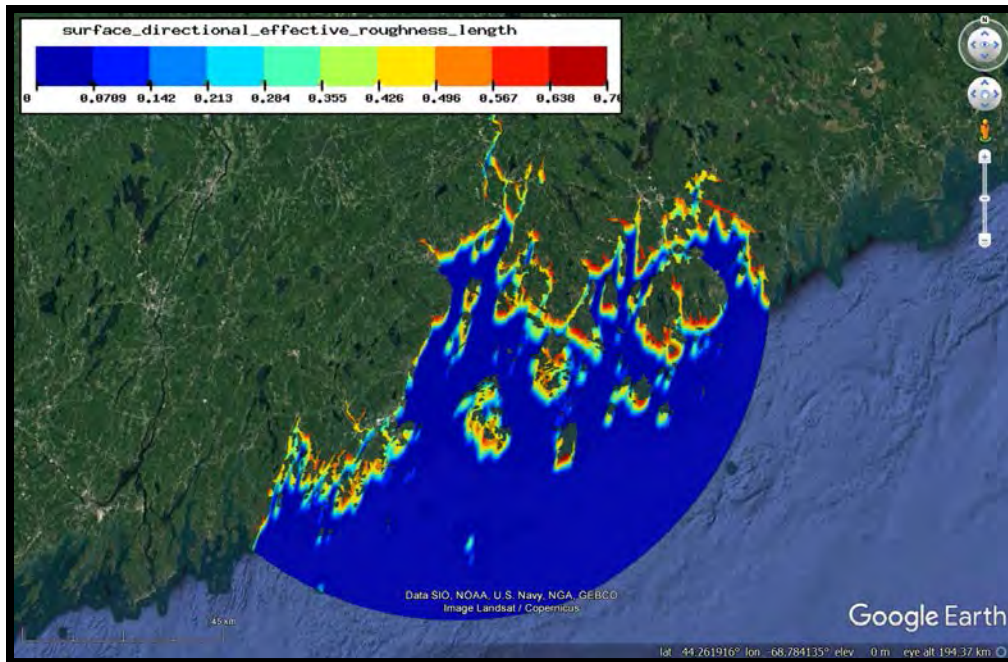 surface_directional_effective_roughness_length
0 0.0709 0.142 0.213 0.284 0.355 0.426 0.496 0.567 0.638 0.70
N
Data SIO, NOAA, U.S. Navy, NGA, GEBCO
Image Landsat / Copernicus
45 km
Google Earth
lat 44.261916° lon -68.784135° elev 0 m eye alt 194.37 km